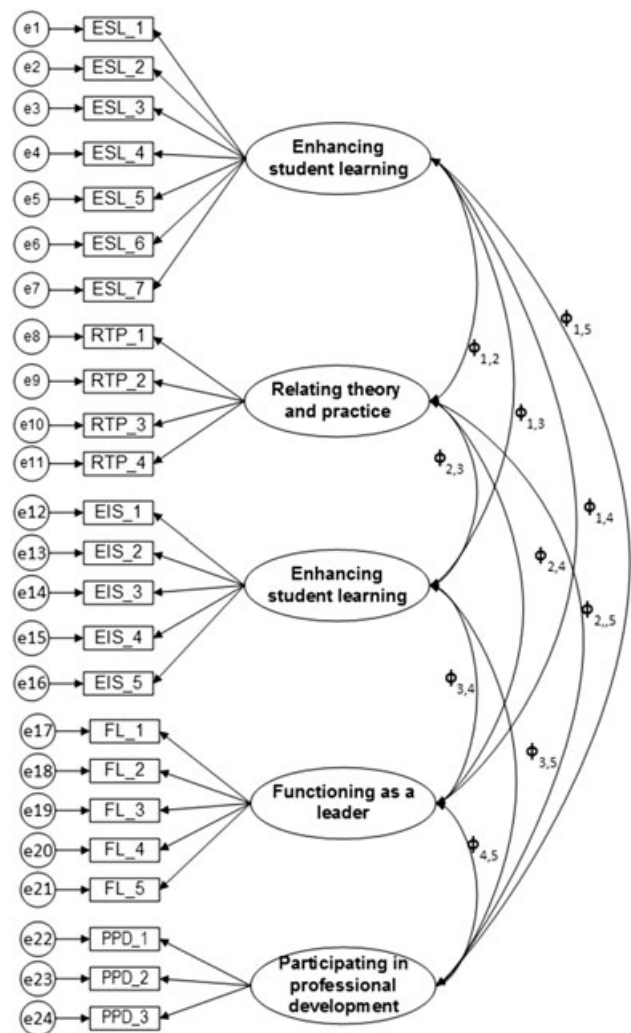 e1 ESL_1
e2 ESL_2
e3 ESL_3
e4 ESL_4
e5 ESL_5
e6 ESL_6
e7 ESL_7
Enhancing
student learning
e8 RTP_1
e9 RTP_2
e10 RTP_3
e11 RTP_4
Relating theory
and practice
e12 EIS_1
e13 EIS_2
e14 EIS_3
e15 EIS_4
e16 EIS_5
Enhancing
student learning
e17 FL_1
e18 FL_2
e19 FL_3
e20 FL_4
e21 FL_5
Functioning as a
leader
e22 PPD_1
e23 PPD_2
e24 PPD_3
Participating in
professional
development
Φ1,5
Φ1,2
Φ1,3
Φ2,3
Φ1,4
Φ2,4
Φ2,,5
Φ3,4
Φ3,5
Φ4,5